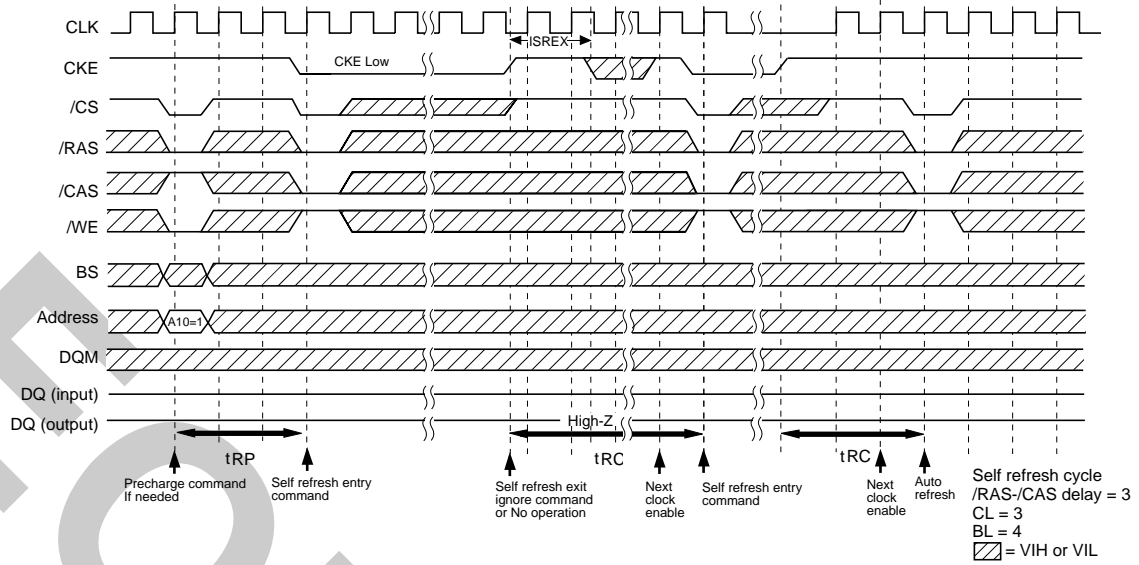 CLK
lSREX
CKE
CKE Low
/CS
/RAS
/CAS
/WE
BS
Address
A10=1
DQM
DQ (input)
DQ (output)
High-Z
tRP
tRC
tRC
Precharge command
If needed
Self refresh entry
command
Self refresh exit
ignore command
or No operation
Next
clock
enable
Self refresh entry
command
Next
clock
enable
Auto
refresh
Self refresh cycle
/RAS-/CAS delay = 3
CL = 3
BL = 4
= VIH or VIL